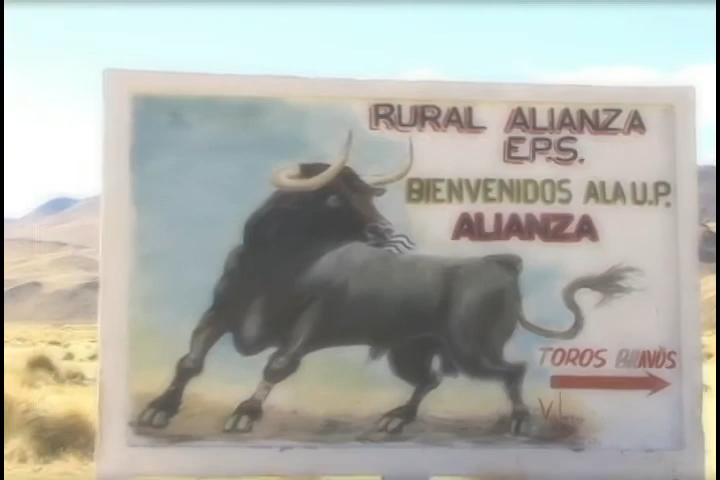 RURAL ALIANZA
E.P.S.
BIENVENIDOS ALA U.P.
ALIANZA
TOROS BRAVOS